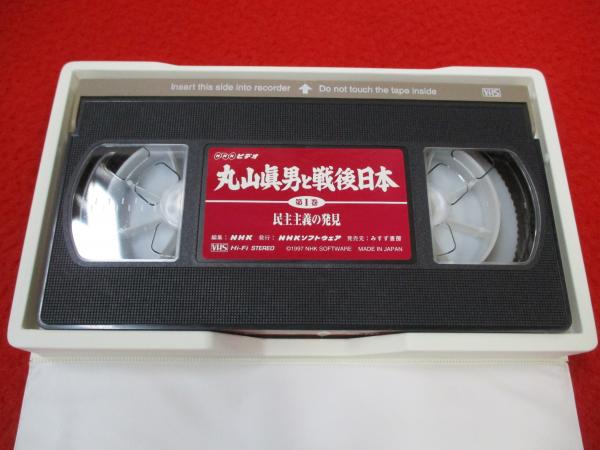 Insert this side into recorder ⬆ Do not touch the tape inside VHS
NHKビデオ
丸山眞男と戦後日本
第1巻
民主主義の発見
編集：NHK 発行：NHKソフトウェア 発売元：みすず書房
VHS Hi-Fi STEREO ©1997 NHK SOFTWARE MADE IN JAPAN